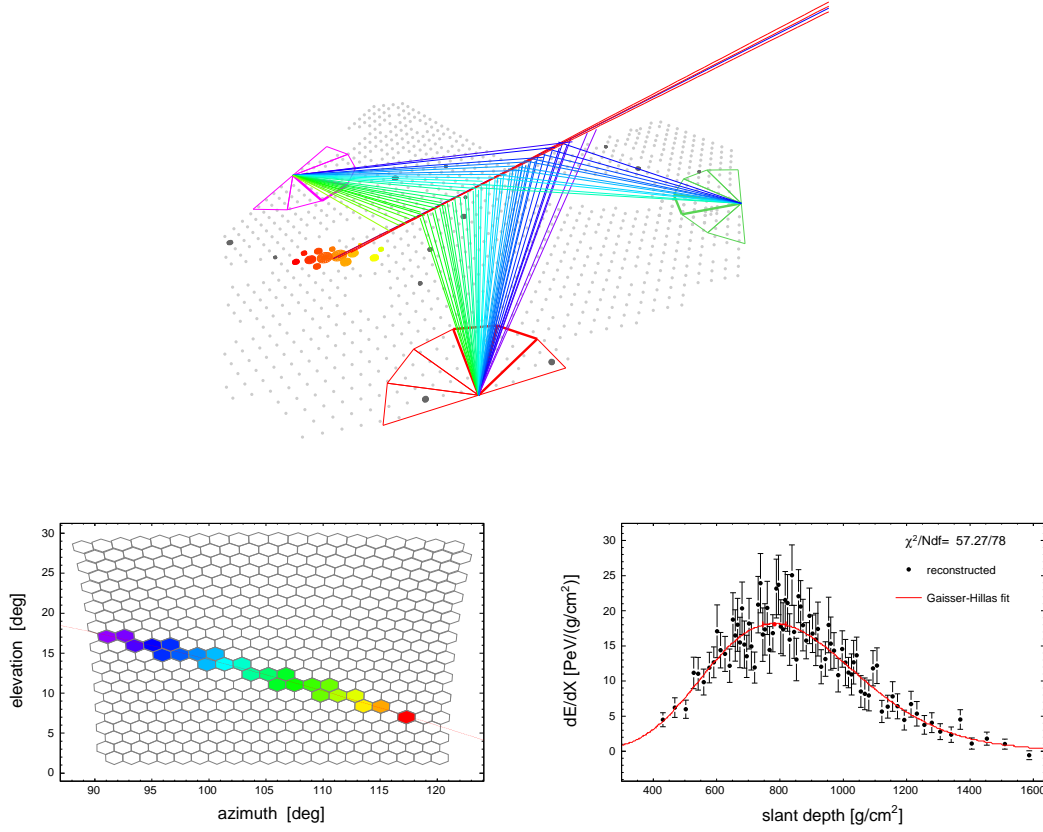 30
25
20
15
10
5
0
elevation [deg]
90 95 100 105 110 115 120
azimuth [deg]
30
25
20
15
10
5
0
dE/dX [PeV/(g/cm²)]
χ²/Ndf= 57.27/78
reconstructed
Gaisser-Hillas fit
400 600 800 1000 1200 1400 1600
slant depth [g/cm²]